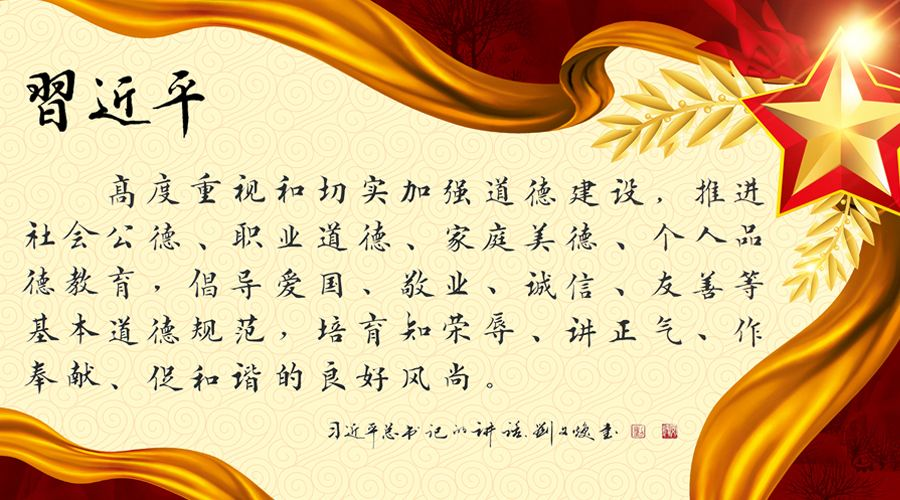 習近平
高度重视和切实加强道德建设，推进
社会公德、职业道德、家庭美德、个人品
德教育，倡导爱国、敬业、诚信、友善等
基本道德规范，培育知荣辱、讲正气、作
奉献、促和谐的良好风尚。
习近平总书记的讲话.劉文焕书